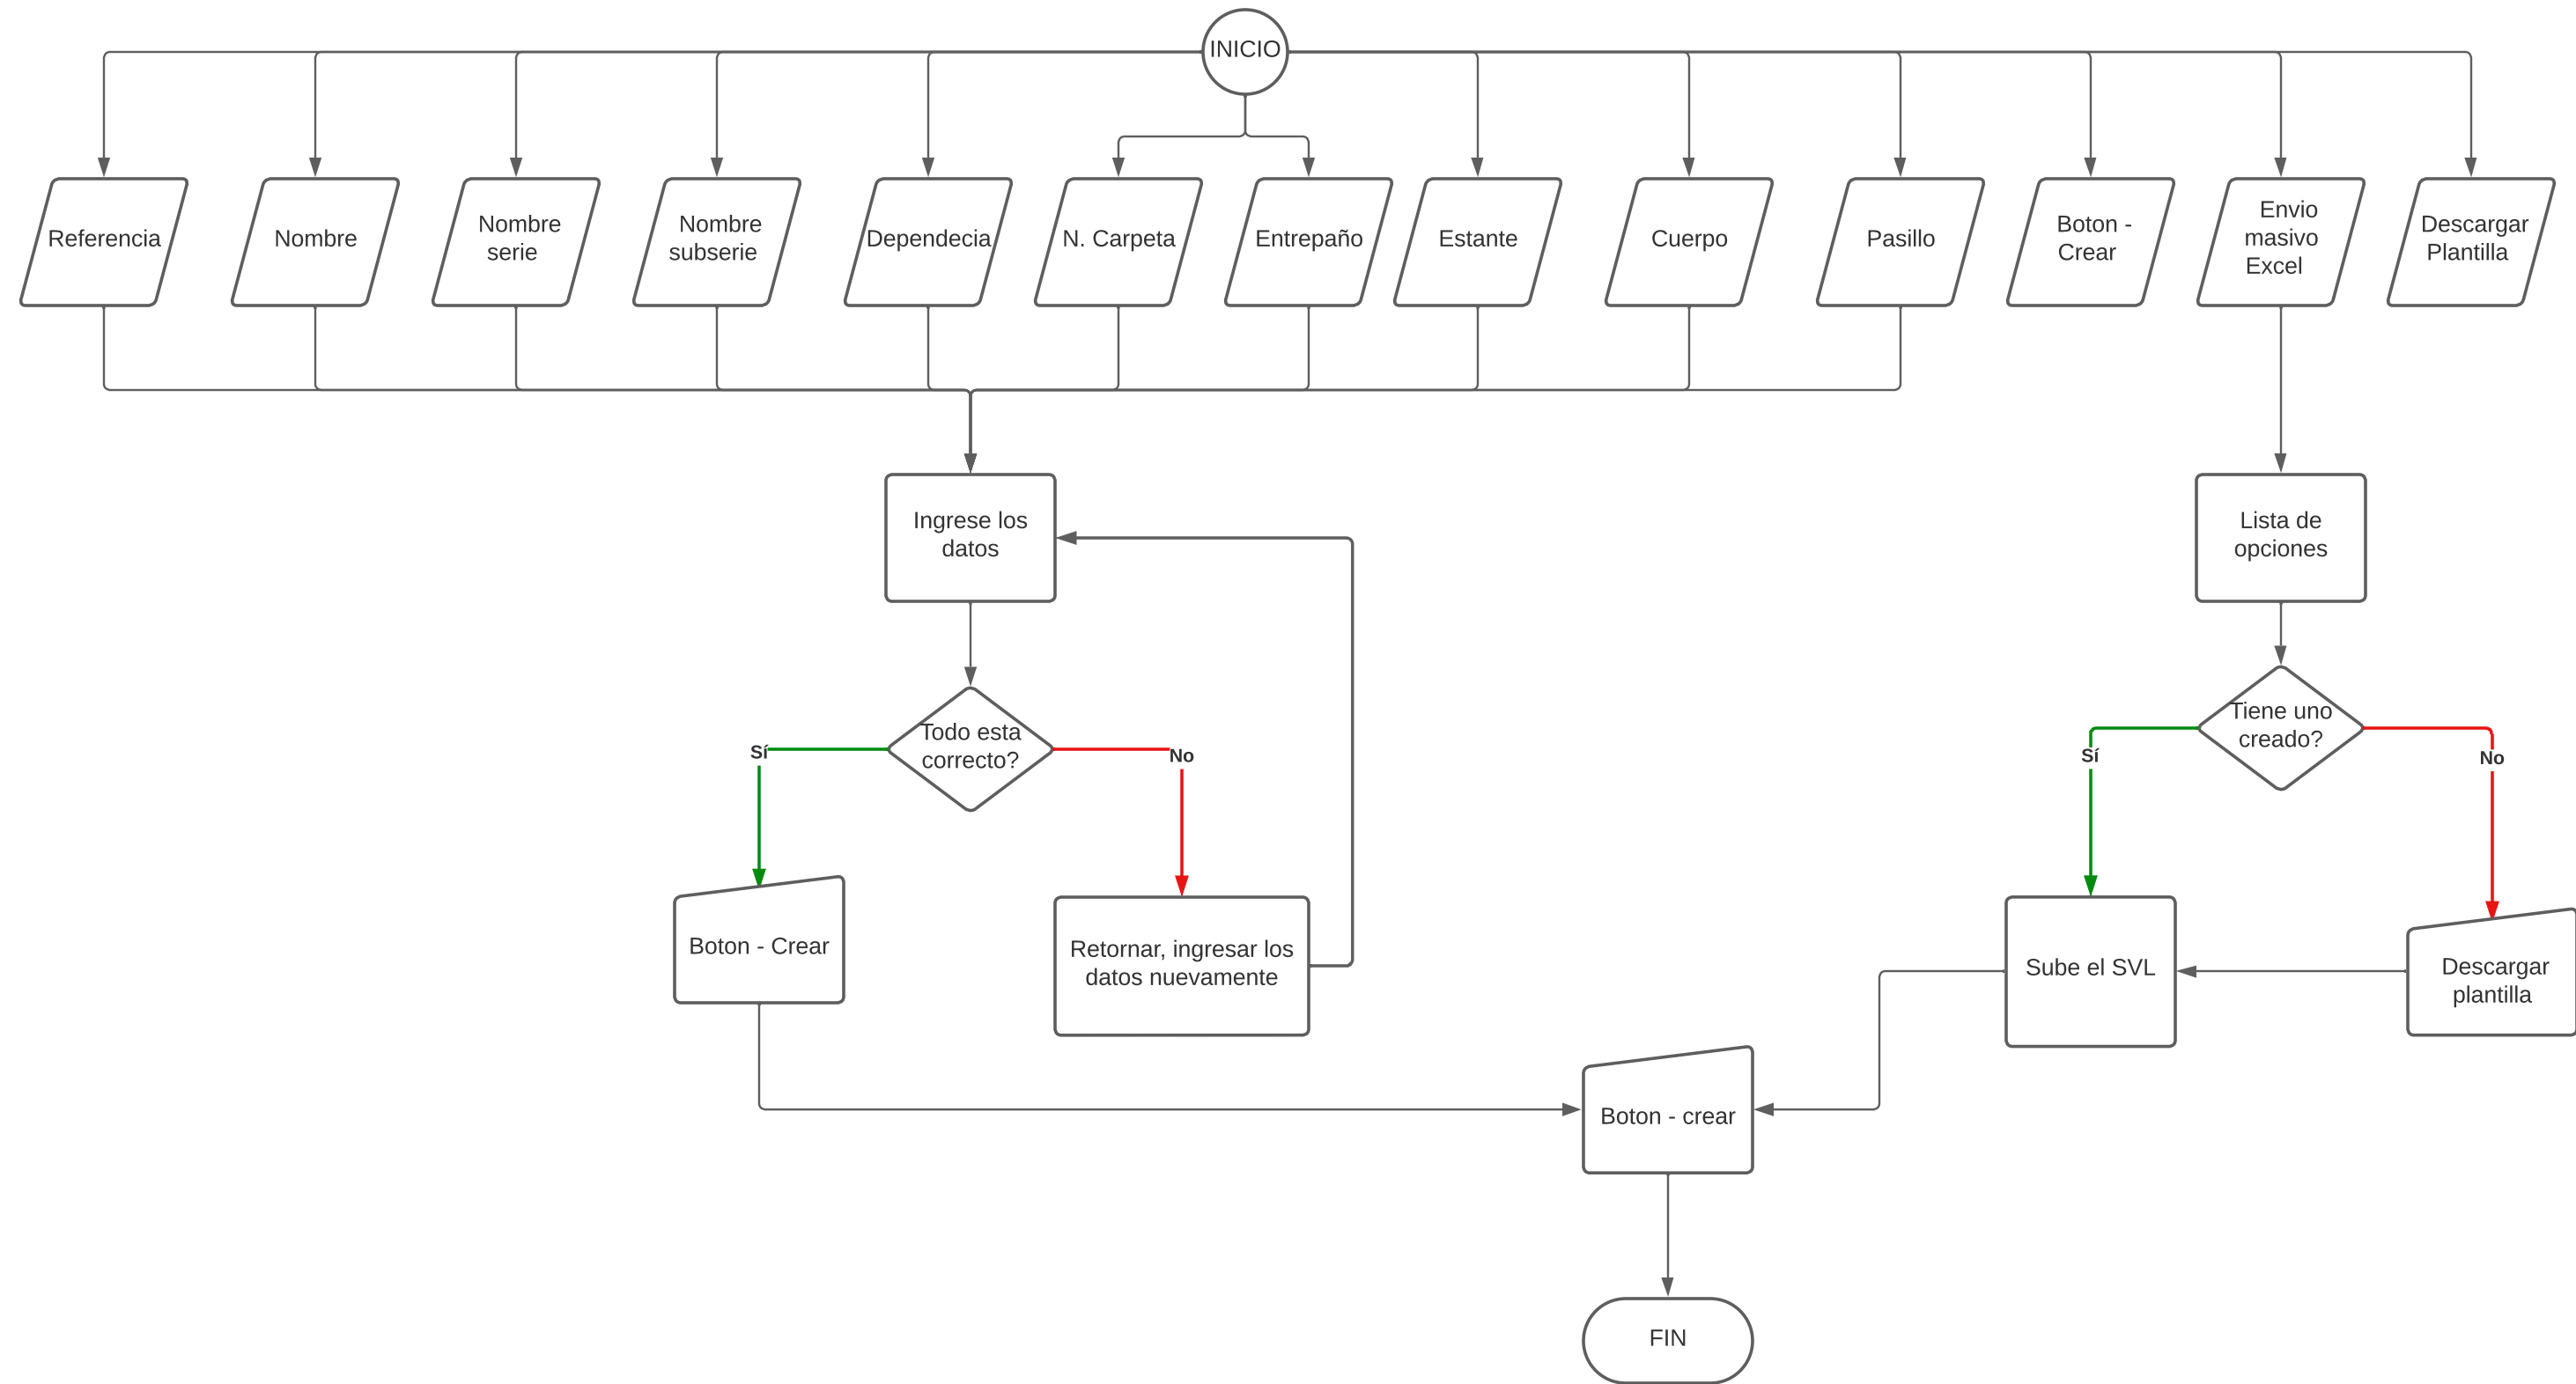 INICIO
Referencia
Nombre
Nombre
serie
Nombre
subserie
Dependecia
N. Carpeta
Entrepaño
Estante
Cuerpo
Pasillo
Boton -
Crear
Envio
masivo
Excel
Descargar
Plantilla
Ingrese los
datos
Lista de
opciones
Todo esta
correcto?
Sí
No
Tiene uno
creado?
Sí
No
Boton - Crear
Retornar, ingresar los
datos nuevamente
Sube el SVL
Descargar
plantilla
Boton - crear
FIN